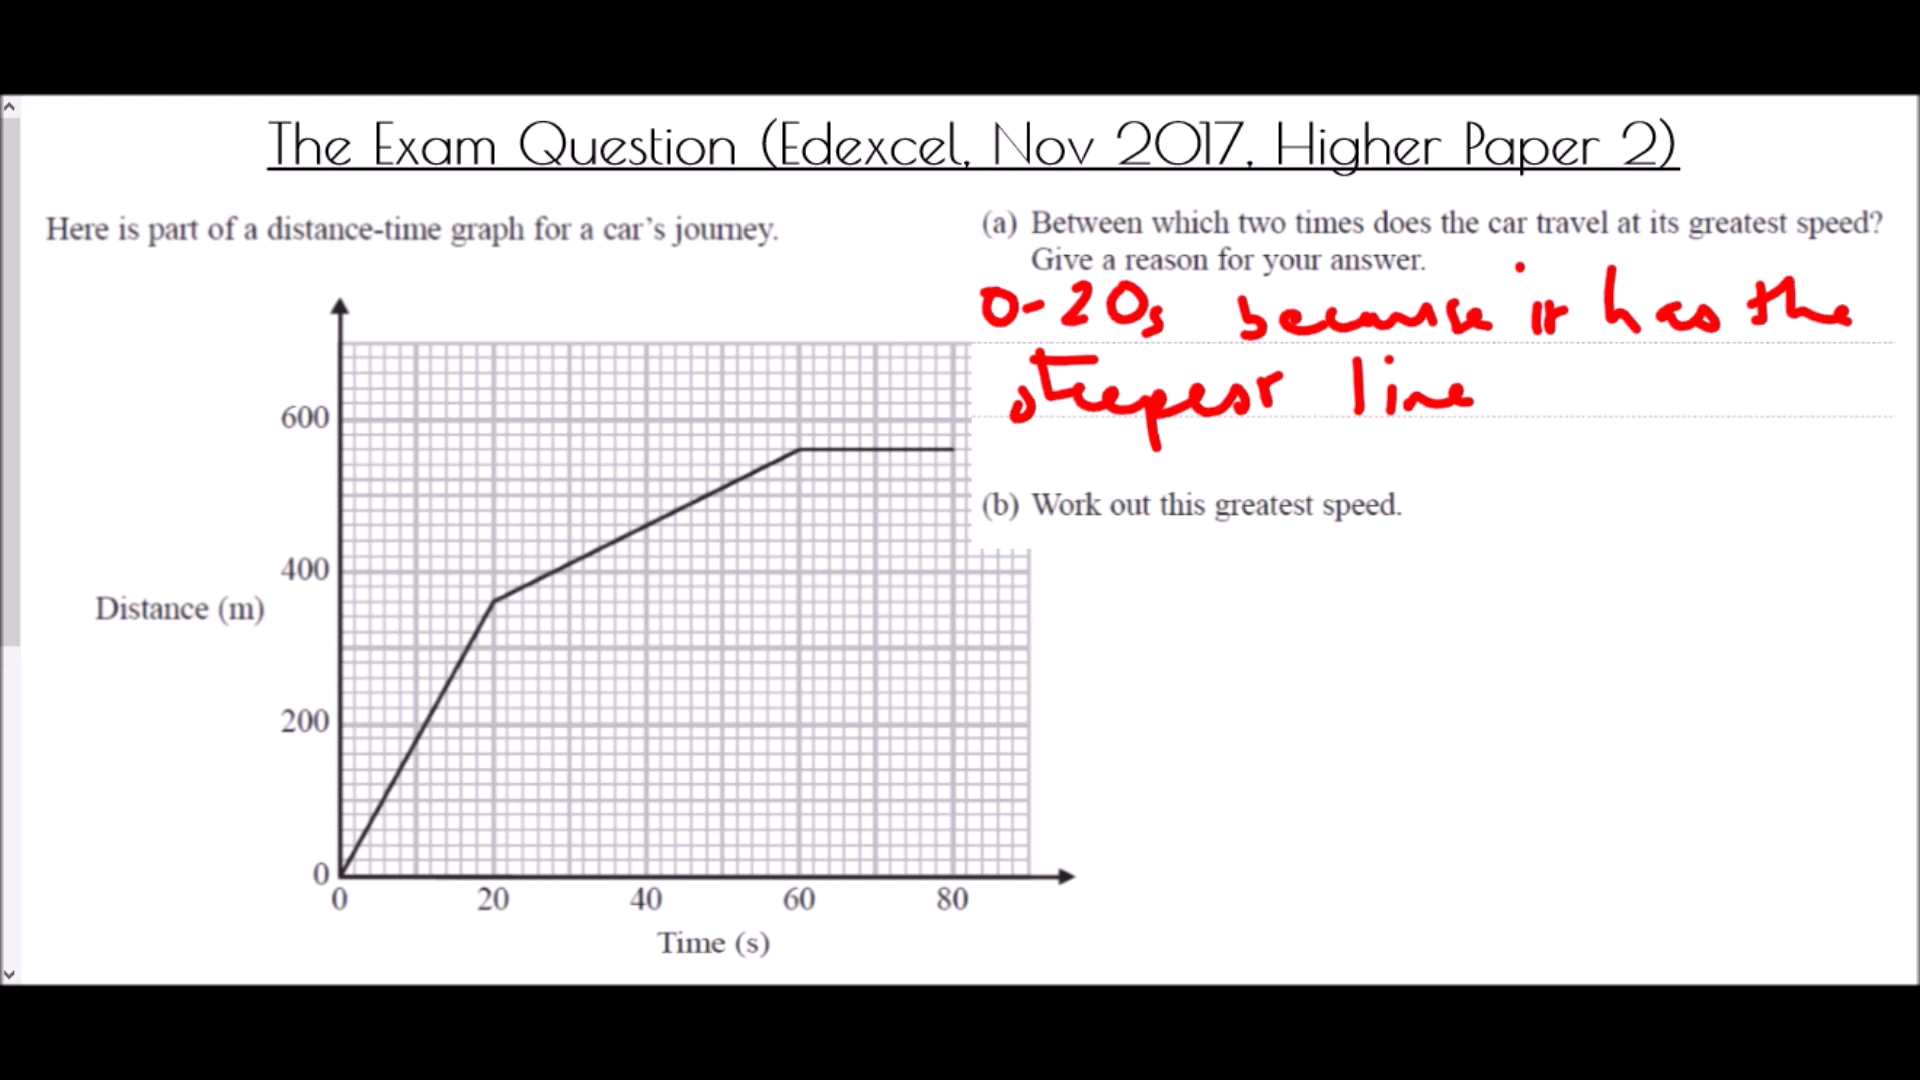 The Exam Question (Edexcel, Nov 2017, Higher Paper 2)
Here is part of a distance-time graph for a car's journey.
(a) Between which two times does the car travel at its greatest speed?
Give a reason for your answer.
0-20s because it has the
steepest line
(b) Work out this greatest speed.
600
400
Distance (m)
200
0
0 20 40 60 80
Time (s)